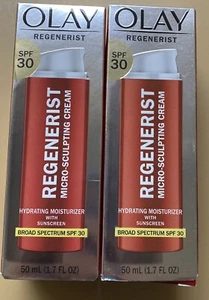 OLAY
REGENERIST
SPF
30
REGENERIST
MICRO-SCULPTING CREAM
HYDRATING MOISTURIZER
WITH
SUNSCREEN
BROAD SPECTRUM SPF 30
50 mL (1.7 FL OZ)
OLAY
REGENERIST
SPF
30
REGENERIST
MICRO-SCULPTING CREAM
HYDRATING MOISTURIZER
WITH
SUNSCREEN
BROAD SPECTRUM SPF 30
50 mL (1.7 FL OZ)